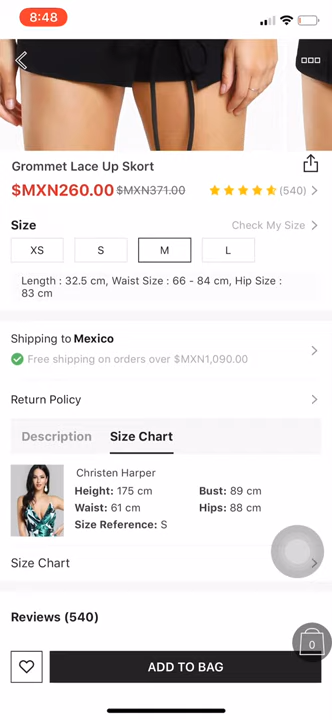 8:48
Grommet Lace Up Skort
$MXN260.00 $MXN371.00 (540)
Size Check My Size
XS S M L
Length : 32.5 cm, Waist Size : 66 - 84 cm, Hip Size :
83 cm
Shipping to Mexico
Free shipping on orders over $MXN1,090.00
Return Policy
Description Size Chart
Christen Harper
Height: 175 cm Bust: 89 cm
Waist: 61 cm Hips: 88 cm
Size Reference: S
Size Chart
Reviews (540)
0
ADD TO BAG